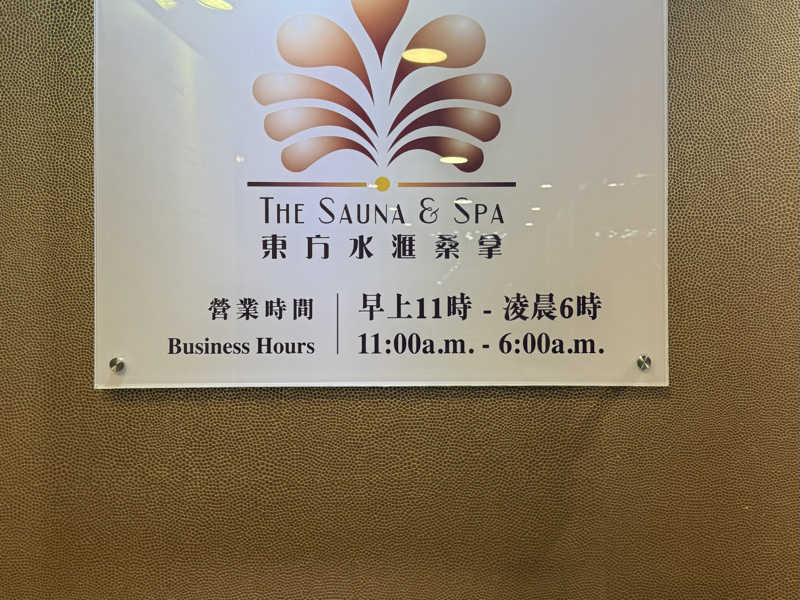 THE SAUNA & SPA
東方水滙桑拿
營業時間
早上11時 - 凌晨6時
Business Hours
11:00a.m. - 6:00a.m.